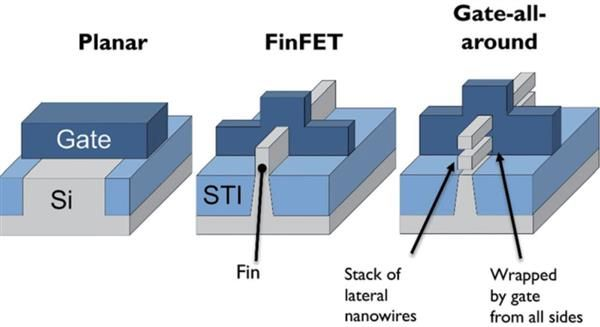 Planar
FinFET
Gate-all-
around
Gate
Si
STI
Fin
Stack of
lateral
nanowires
Wrapped
by gate
from all sides